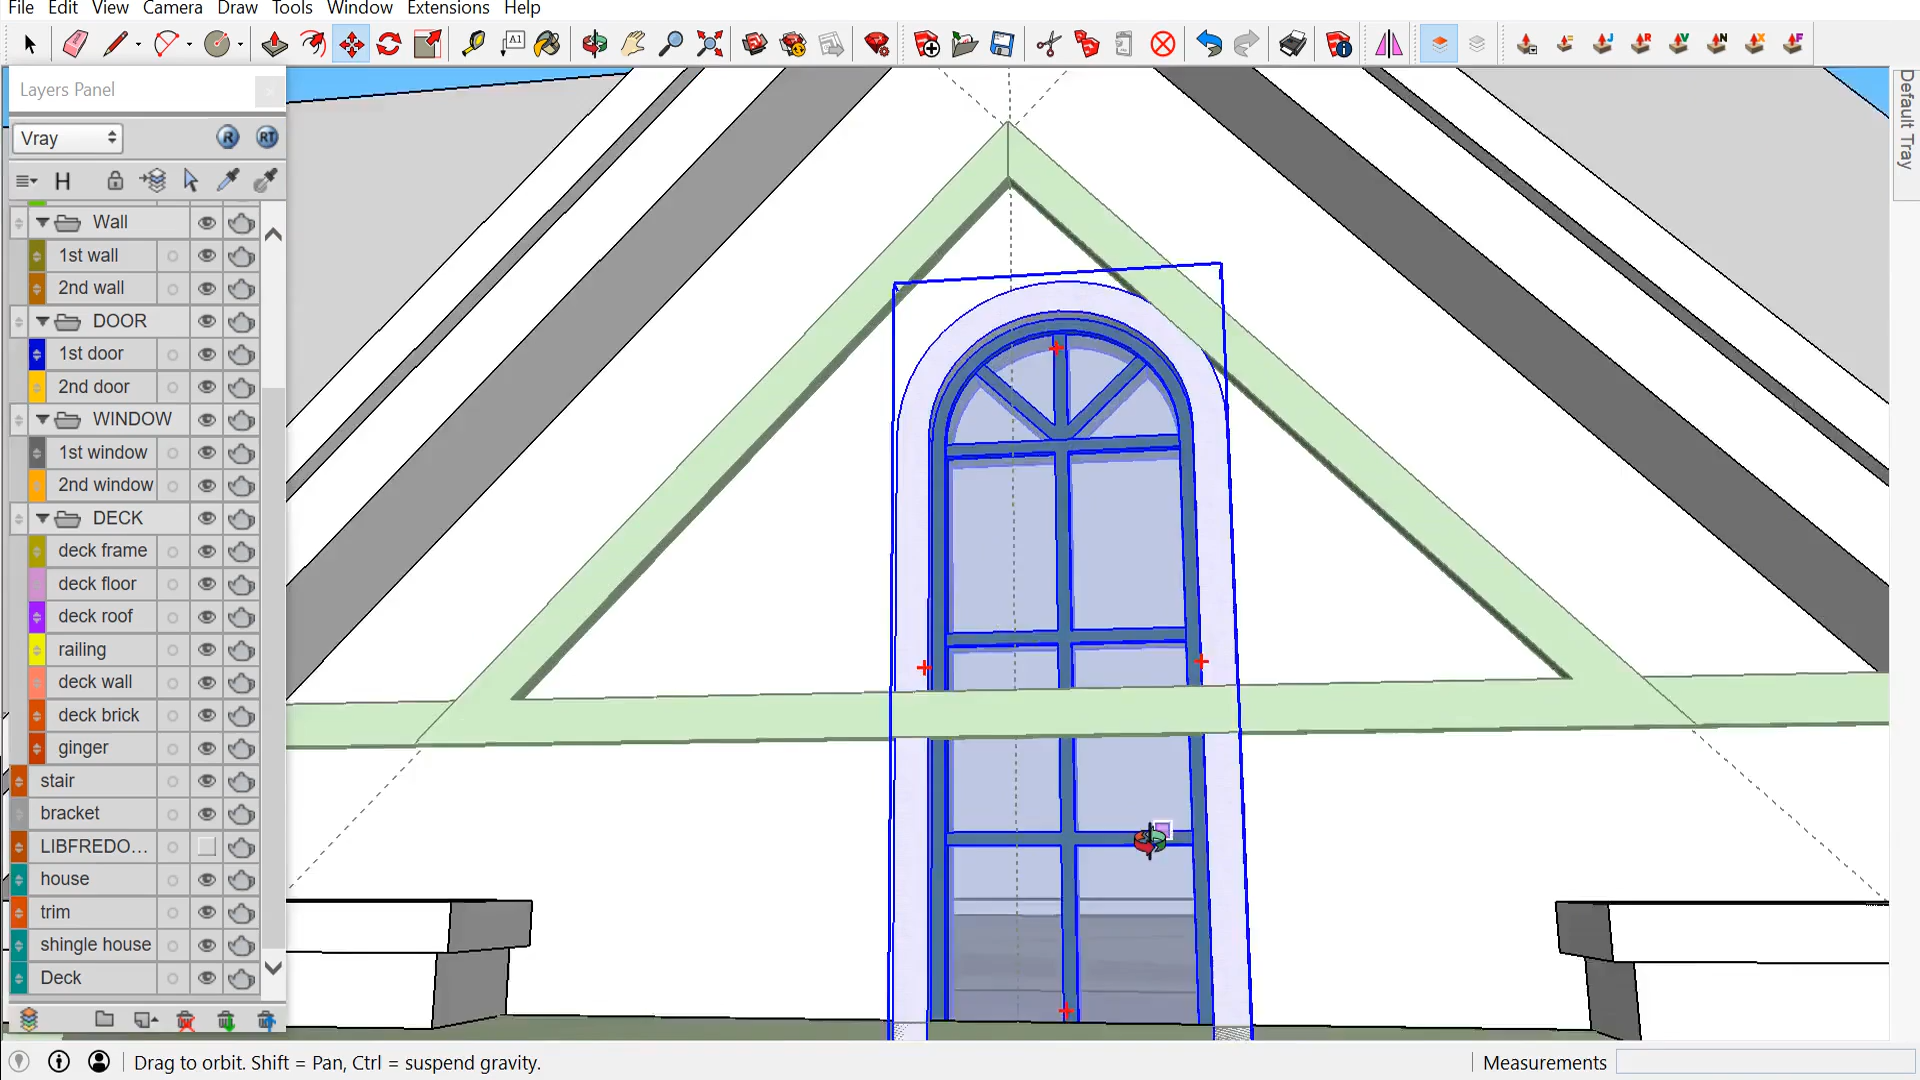 File Edit View Camera Draw Tools Window Extensions Help
A1
Layers Panel
Default Tray
Vray
R RT
H
Wall
1st wall
2nd wall
DOOR
1st door
2nd door
WINDOW
1st window
2nd window
DECK
deck frame
deck floor
deck roof
railing
deck wall
deck brick
ginger
stair
bracket
LIBFREDO...
house
trim
shingle house
Deck
Drag to orbit. Shift = Pan, Ctrl = suspend gravity.
Measurements